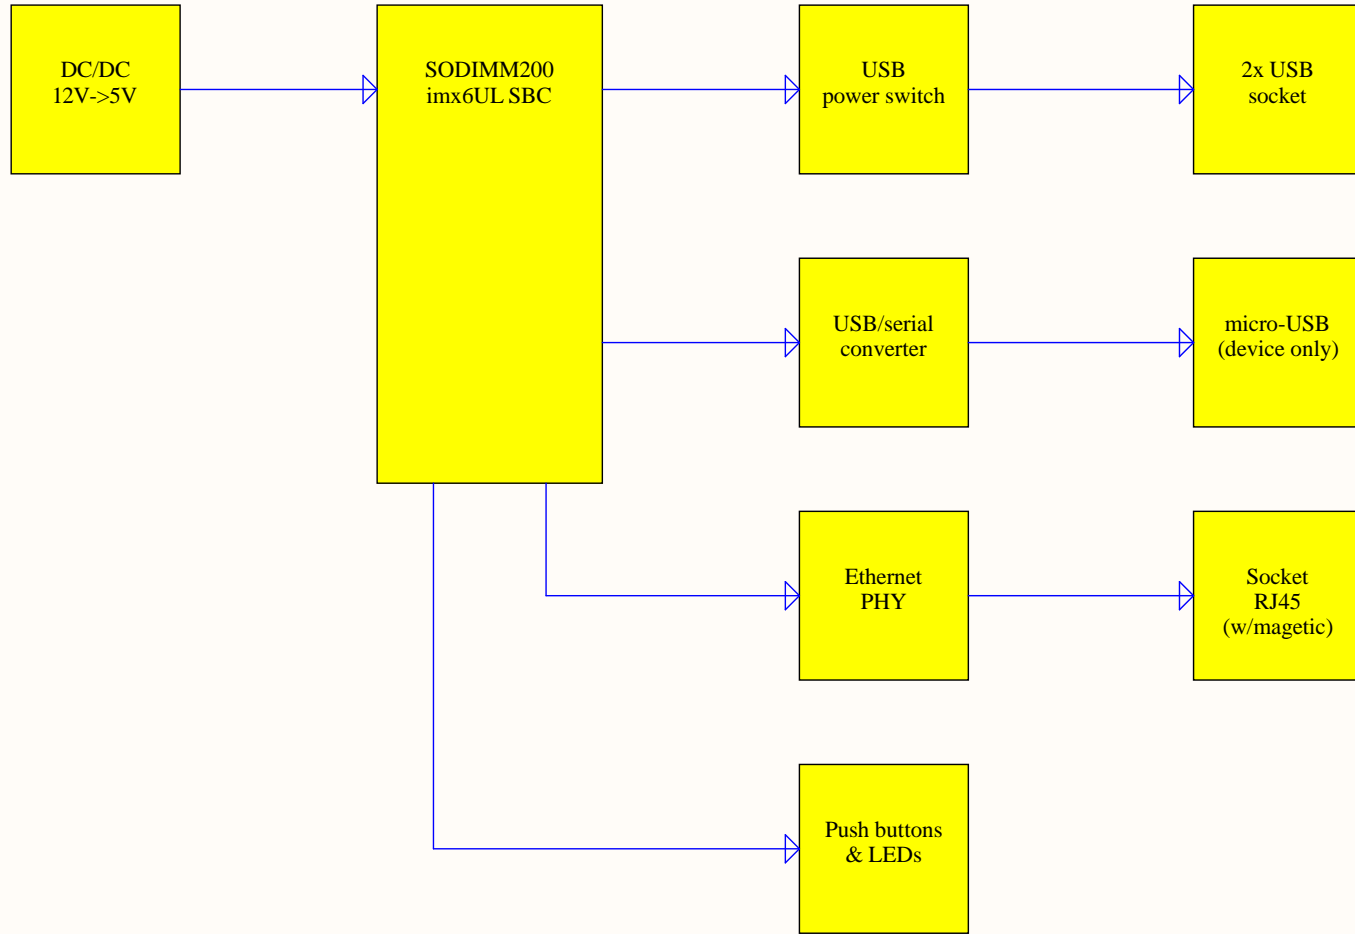 DC/DC
12V->5V
SODIMM200
imx6UL SBC
USB
power switch
2x USB
socket
USB/serial
converter
micro-USB
(device only)
Ethernet
PHY
Socket
RJ45
(w/magetic)
Push buttons
& LEDs